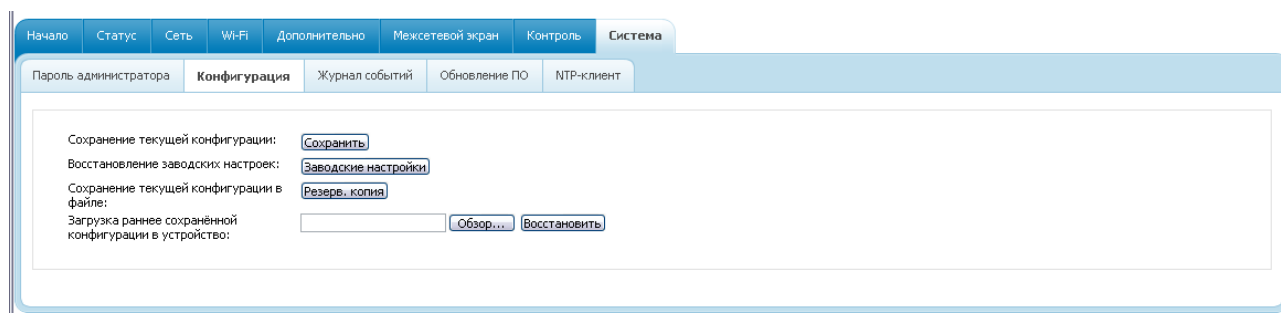 Начало Статус Сеть Wi-Fi Дополнительно Межсетевой экран Контроль Система
Пароль администратора Конфигурация Журнал событий Обновление ПО NTP-клиент
Сохранение текущей конфигурации: Сохранить
Восстановление заводских настроек: Заводские настройки
Сохранение текущей конфигурации в Резерв. копия
файле:
Загрузка раннее сохранённой
конфигурации в устройство: Обзор... Восстановить